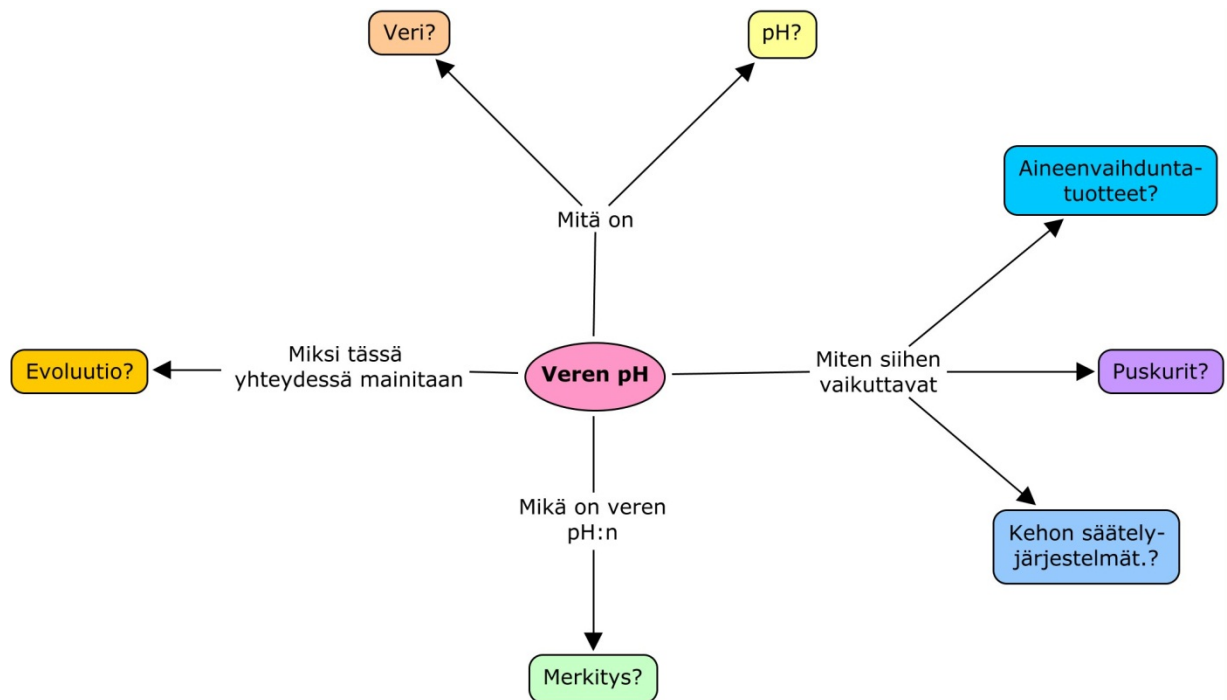 Veri?
pH?
Aineenvaihdunta-
tuotteet?
Mitä on
Miksi tässä
yhteydessä mainitaan
Evoluutio?
Veren pH
Miten siihen
vaikuttavat
Puskurit?
Mikä on veren
pH:n
Kehon säätely-
järjestelmät.?
Merkitys?